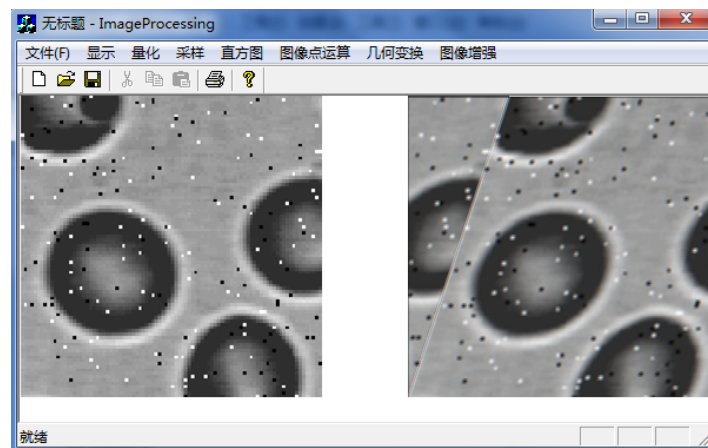 无标题 - ImageProcessing
文件(F) 显示 量化 采样 直方图 图像点运算 几何变换 图像增强
就绪